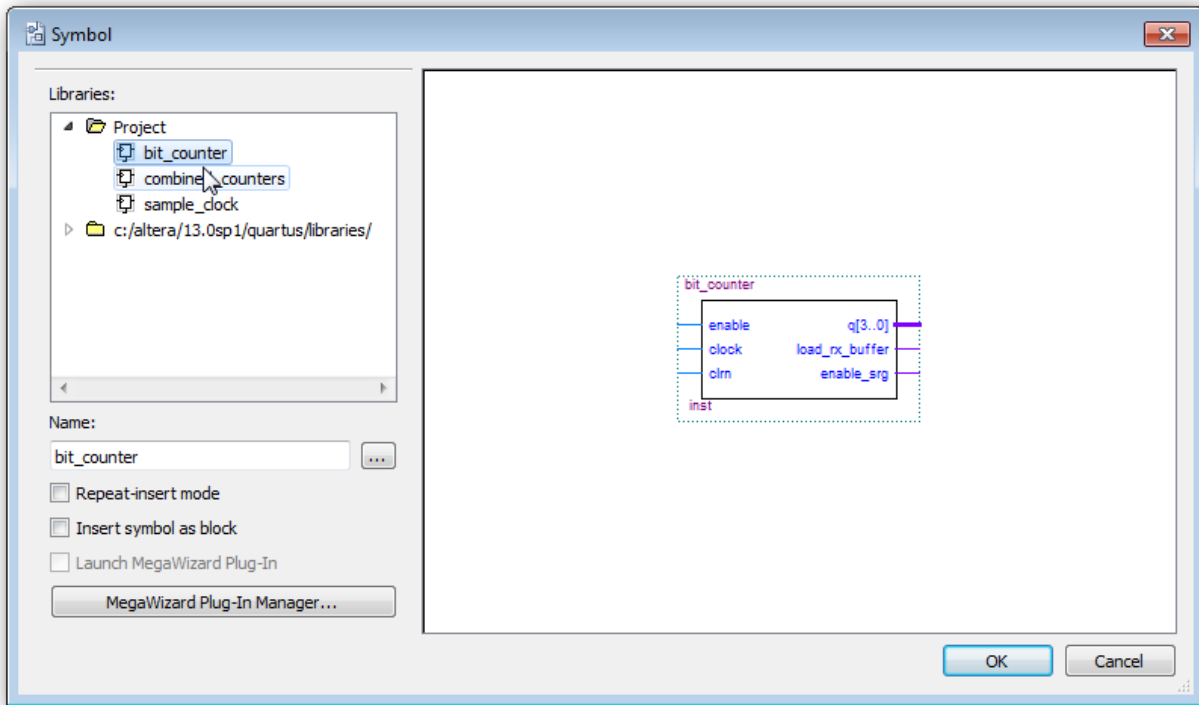 Symbol
Libraries:
Project
bit_counter
combine counters
sample_clock
c:/altera/13.0sp1/quartus/libraries/
Name:
bit_counter
...
Repeat-insert mode
Insert symbol as block
Launch MegaWizard Plug-In
MegaWizard Plug-In Manager...
bit_counter
enable q[3..0]
clock load_rx_buffer
clrn enable_srg
inst
OK Cancel